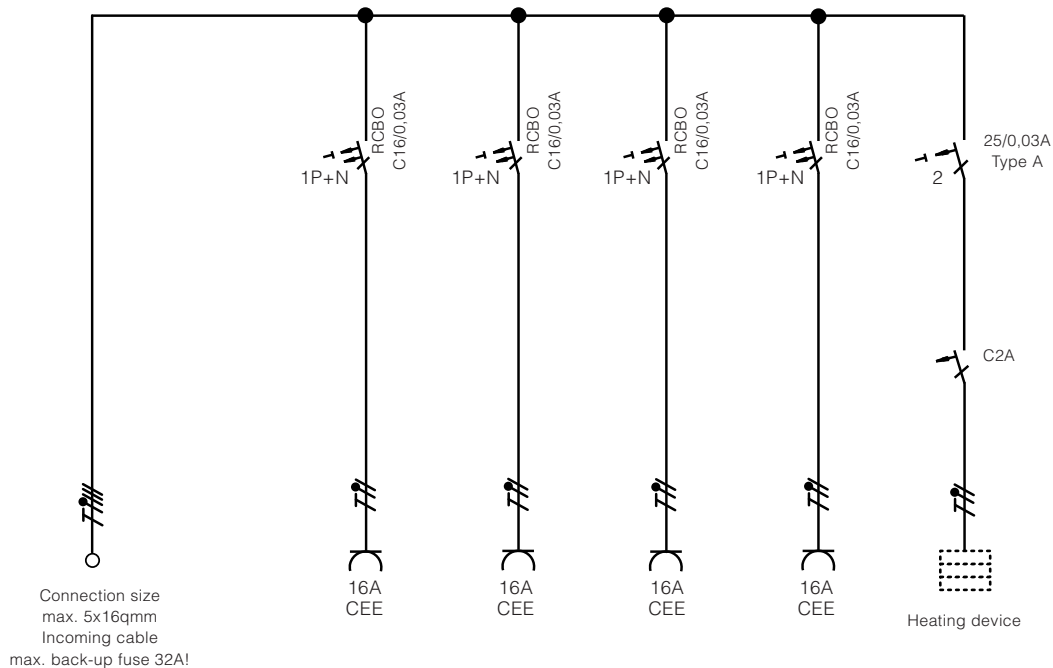 RCBO
C16/0,03A
1P+N
RCBO
C16/0,03A
1P+N
RCBO
C16/0,03A
1P+N
RCBO
C16/0,03A
1P+N
25/0,03A
Type A
2
C2A
Connection size
max. 5x16qmm
Incoming cable
max. back-up fuse 32A!
16A
CEE
16A
CEE
16A
CEE
16A
CEE
Heating device